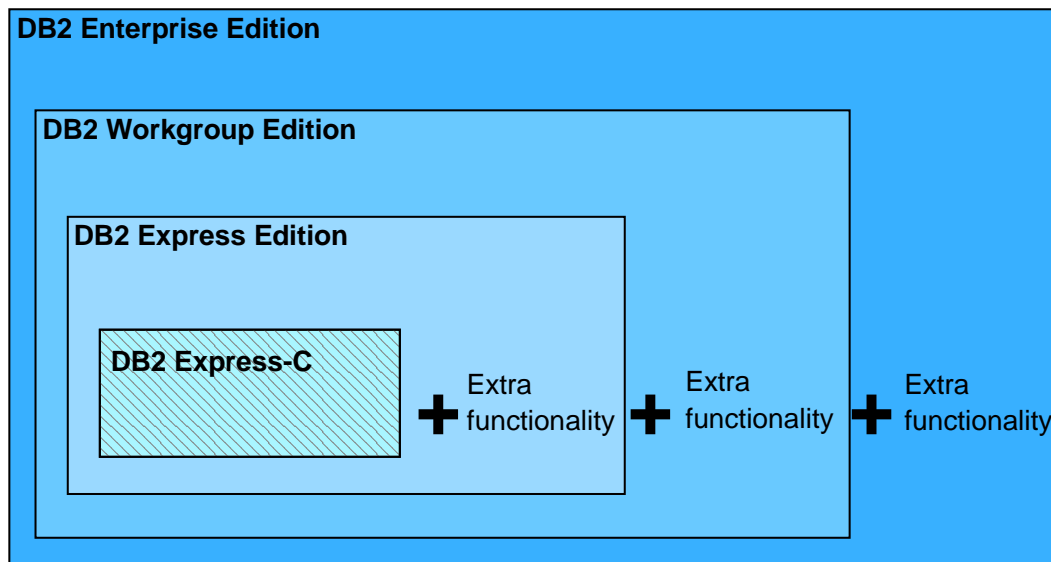 DB2 Enterprise Edition
DB2 Workgroup Edition
DB2 Express Edition
DB2 Express-C
Extra
functionality
Extra
functionality
Extra
functionality